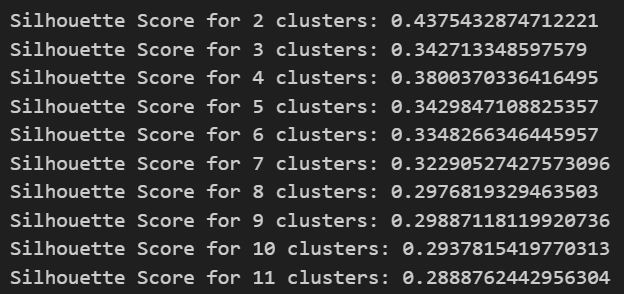 Silhouette Score for 2 clusters: 0.4375432874712221
Silhouette Score for 3 clusters: 0.342713348597579
Silhouette Score for 4 clusters: 0.3800370336416495
Silhouette Score for 5 clusters: 0.3429847108825357
Silhouette Score for 6 clusters: 0.3348266346445957
Silhouette Score for 7 clusters: 0.32290527427573096
Silhouette Score for 8 clusters: 0.2976819329463503
Silhouette Score for 9 clusters: 0.29887118119920736
Silhouette Score for 10 clusters: 0.2937815419770313
Silhouette Score for 11 clusters: 0.2888762442956304